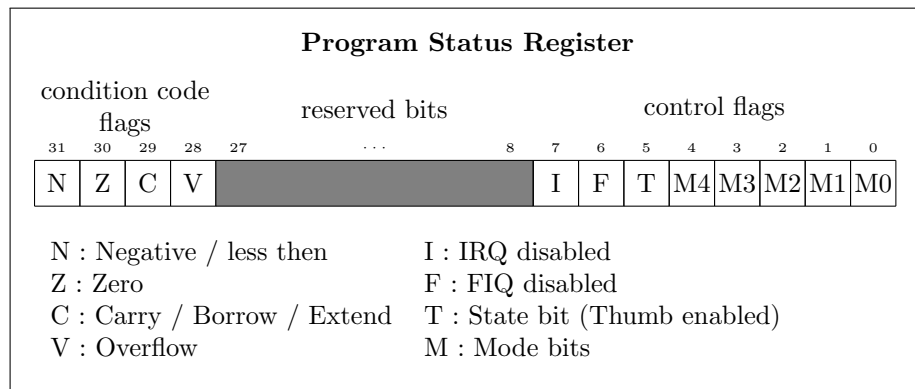 Program Status Register
condition code
flags
reserved bits
control flags
31 30 29 28 27 ... 8 7 6 5 4 3 2 1 0
N Z C V I F T M4 M3 M2 M1 M0
N : Negative / less then
Z : Zero
C : Carry / Borrow / Extend
V : Overflow
I : IRQ disabled
F : FIQ disabled
T : State bit (Thumb enabled)
M : Mode bits